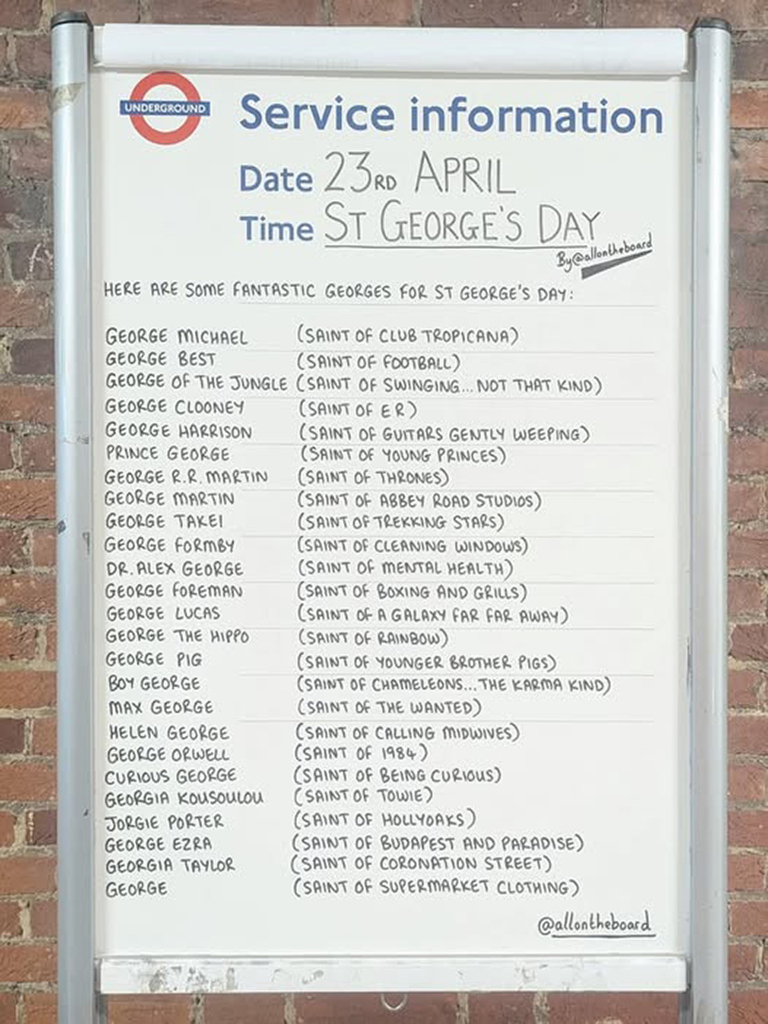 UNDERGROUND
Service information
Date 23RD APRIL
Time ST GEORGE'S DAY
By @allontheboard
HERE ARE SOME FANTASTIC GEORGES FOR ST GEORGE'S DAY:
GEORGE MICHAEL (SAINT OF CLUB TROPICANA)
GEORGE BEST (SAINT OF FOOTBALL)
GEORGE OF THE JUNGLE (SAINT OF SWINGING...NOT THAT KIND)
GEORGE CLOONEY (SAINT OF ER)
GEORGE HARRISON (SAINT OF GUITARS GENTLY WEEPING)
PRINCE GEORGE (SAINT OF YOUNG PRINCES)
GEORGE R.R. MARTIN (SAINT OF THRONES)
GEORGE MARTIN (SAINT OF ABBEY ROAD STUDIOS)
GEORGE TAKEI (SAINT OF TREKKING STARS)
GEORGE FORMBY (SAINT OF CLEANING WINDOWS)
DR. ALEX GEORGE (SAINT OF MENTAL HEALTH)
GEORGE FOREMAN (SAINT OF BOXING AND GRILLS)
GEORGE LUCAS (SAINT OF A GALAXY FAR FAR AWAY)
GEORGE THE HIPPO (SAINT OF RAINBOW)
GEORGE PIG (SAINT OF YOUNGER BROTHER PIGS)
BOY GEORGE (SAINT OF CHAMELEONS...THE KARMA KIND)
MAX GEORGE (SAINT OF THE WANTED)
HELEN GEORGE (SAINT OF CALLING MIDWIVES)
GEORGE ORWELL (SAINT OF 1984)
CURIOUS GEORGE (SAINT OF BEING CURIOUS)
GEORGIA KOUSOULOU (SAINT OF TOWIE)
JORGIE PORTER (SAINT OF HOLLYOAKS)
GEORGE EZRA (SAINT OF BUDAPEST AND PARADISE)
GEORGIA TAYLOR (SAINT OF CORONATION STREET)
GEORGE (SAINT OF SUPERMARKET CLOTHING)
@allontheboard